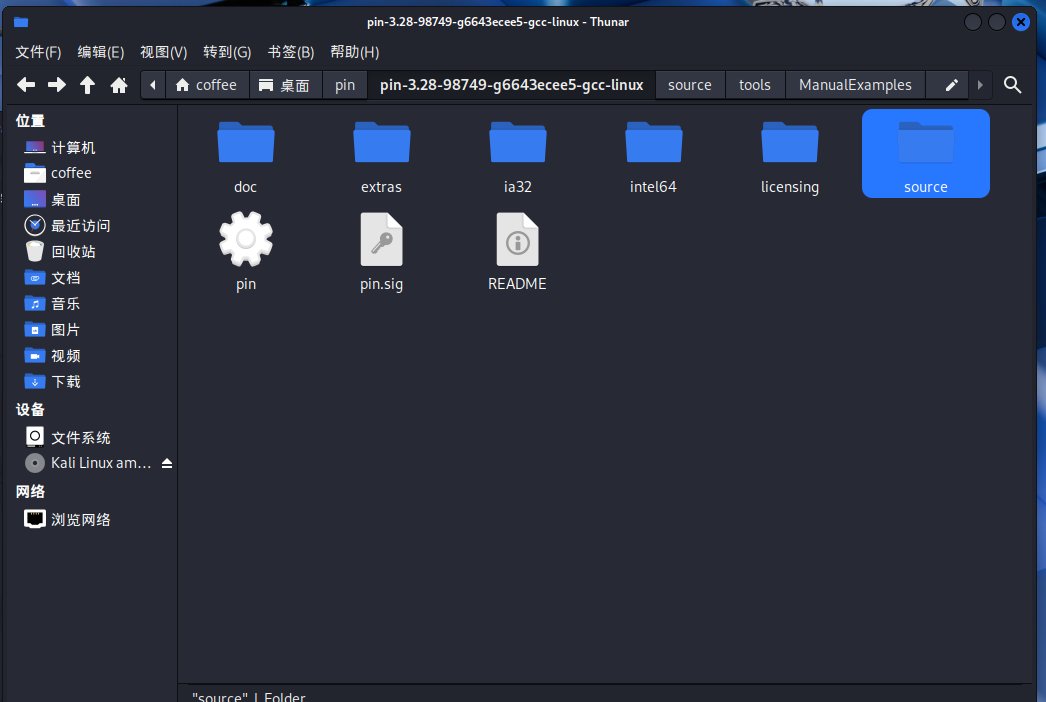 pin-3.28-98749-g6643ecee5-gcc-linux - Thunar
文件(F) 编辑(E) 视图(V) 转到(G) 书签(B) 帮助(H)
coffee 桌面 pin pin-3.28-98749-g6643ecee5-gcc-linux source tools ManualExamples
位置
计算机
coffee
桌面
最近访问
回收站
文档
音乐
图片
视频
下载
设备
文件系统
Kali Linux am...
网络
浏览网络
doc extras ia32 intel64 licensing source
pin pin.sig README
"source" | Folder